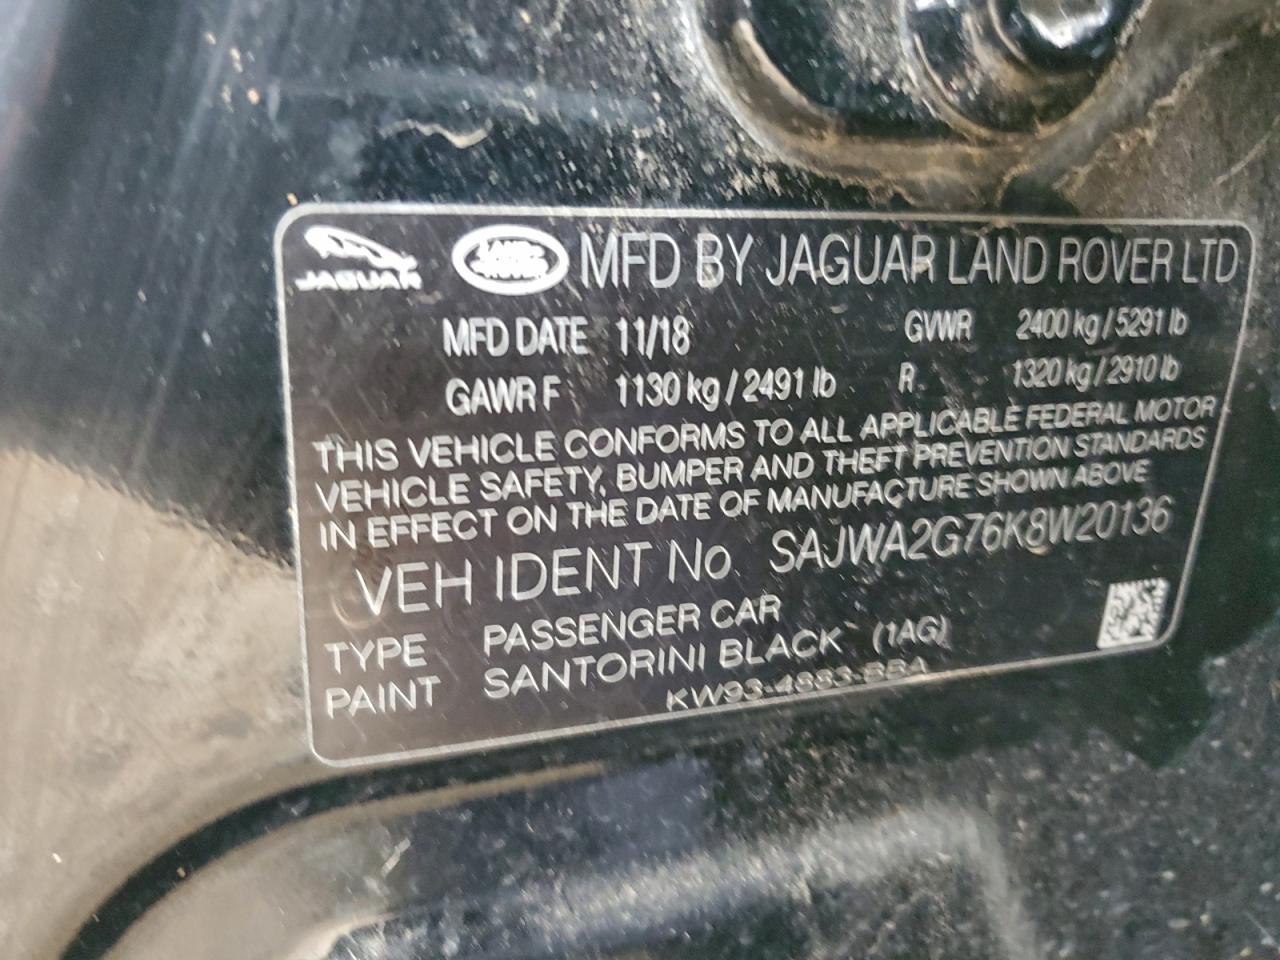 JAGUAR LAND ROVER MFD BY JAGUAR LAND ROVER LTD
MFD DATE 11/18 GVWR 2400 kg / 5291 lb
GAWR F 1130 kg / 2491 lb R 1320 kg / 2910 lb
THIS VEHICLE CONFORMS TO ALL APPLICABLE FEDERAL MOTOR
VEHICLE SAFETY, BUMPER AND THEFT PREVENTION STANDARDS
IN EFFECT ON THE DATE OF MANUFACTURE SHOWN ABOVE
VEH IDENT No. SAJWA2G76K8W20136
TYPE PASSENGER CAR
PAINT SANTORINI BLACK (1AG)